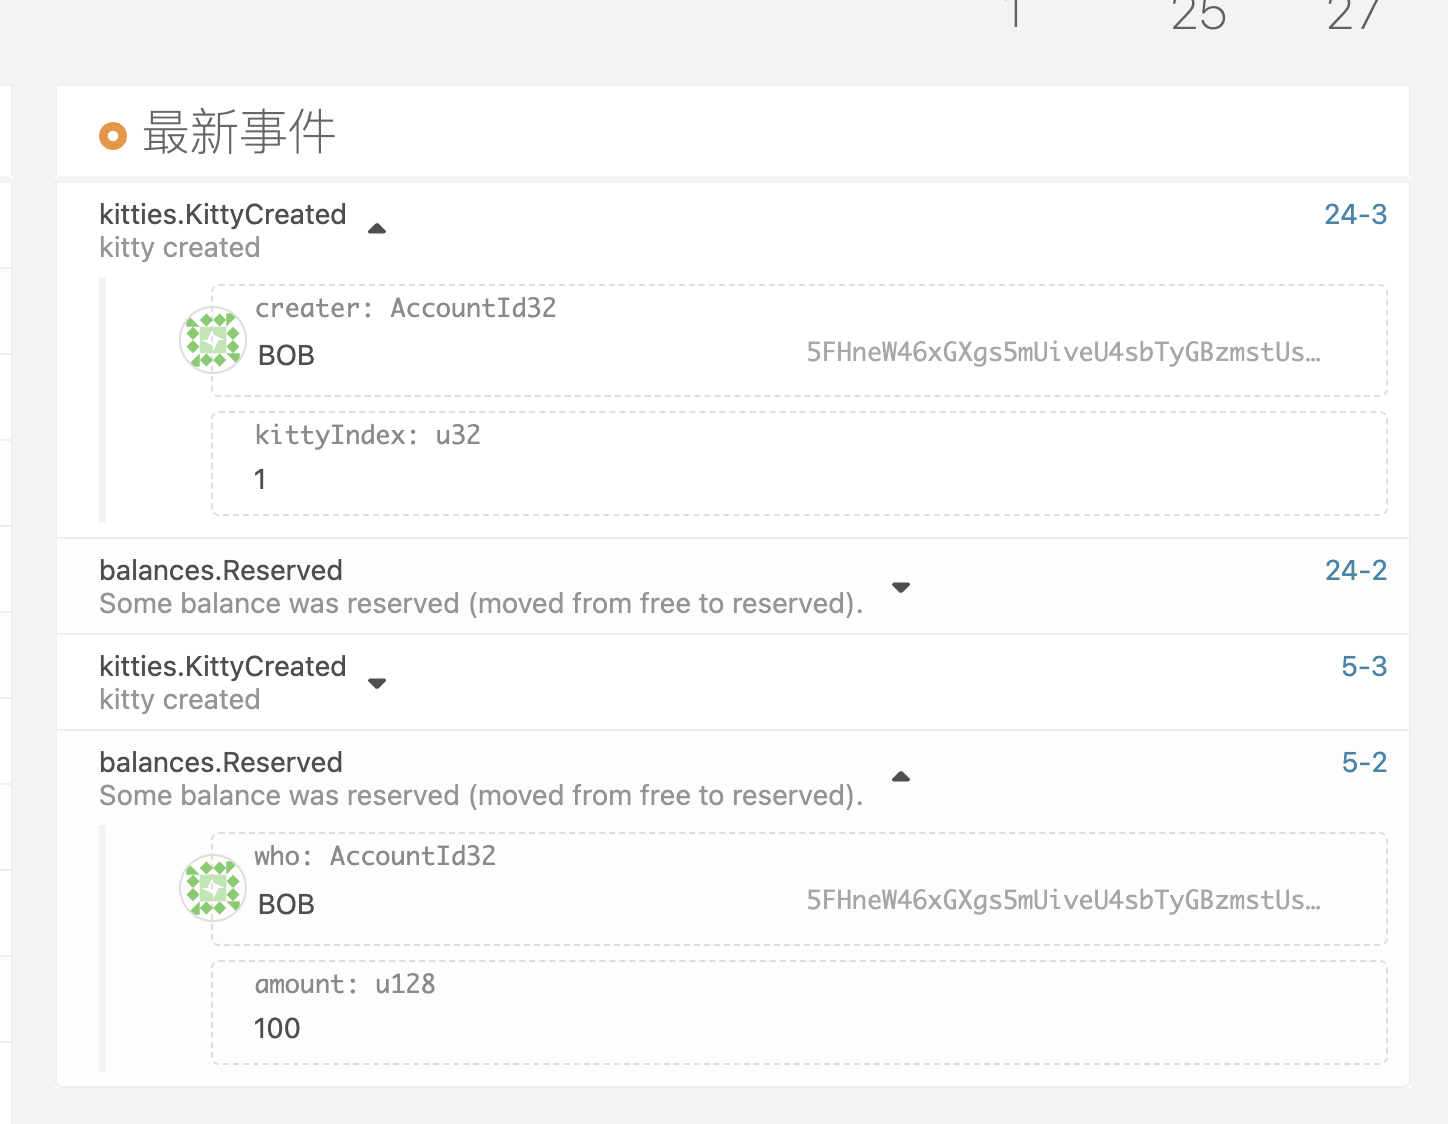 1 25 27
最新事件
kitties.KittyCreated 24-3
kitty created
creater: AccountId32
BOB 5FHneW46xGXgs5mUiveU4sbTyGBzmstUs…
kittyIndex: u32
1
balances.Reserved 24-2
Some balance was reserved (moved from free to reserved).
kitties.KittyCreated 5-3
kitty created
balances.Reserved 5-2
Some balance was reserved (moved from free to reserved).
who: AccountId32
BOB 5FHneW46xGXgs5mUiveU4sbTyGBzmstUs…
amount: u128
100